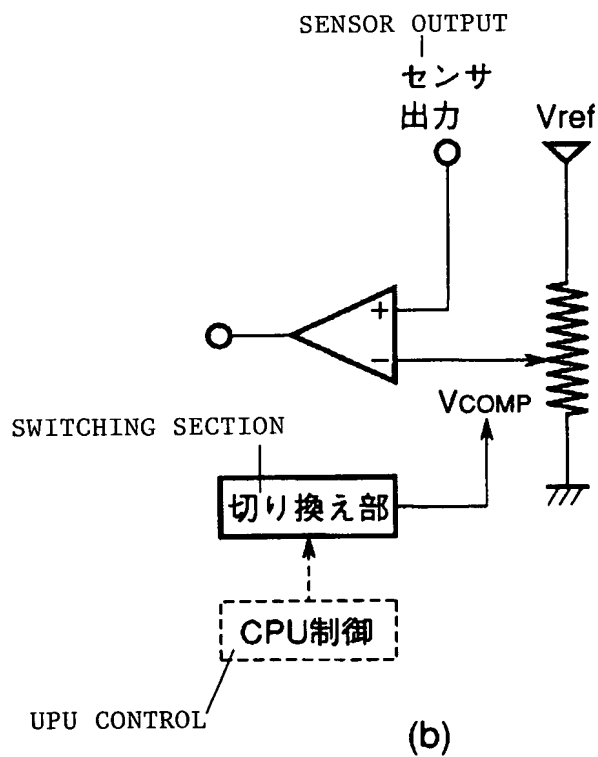 SENSOR OUTPUT
センサ
出力
Vref
+
−
VCOMP
SWITCHING SECTION
切り換え部
CPU制御
UPU CONTROL
(b)